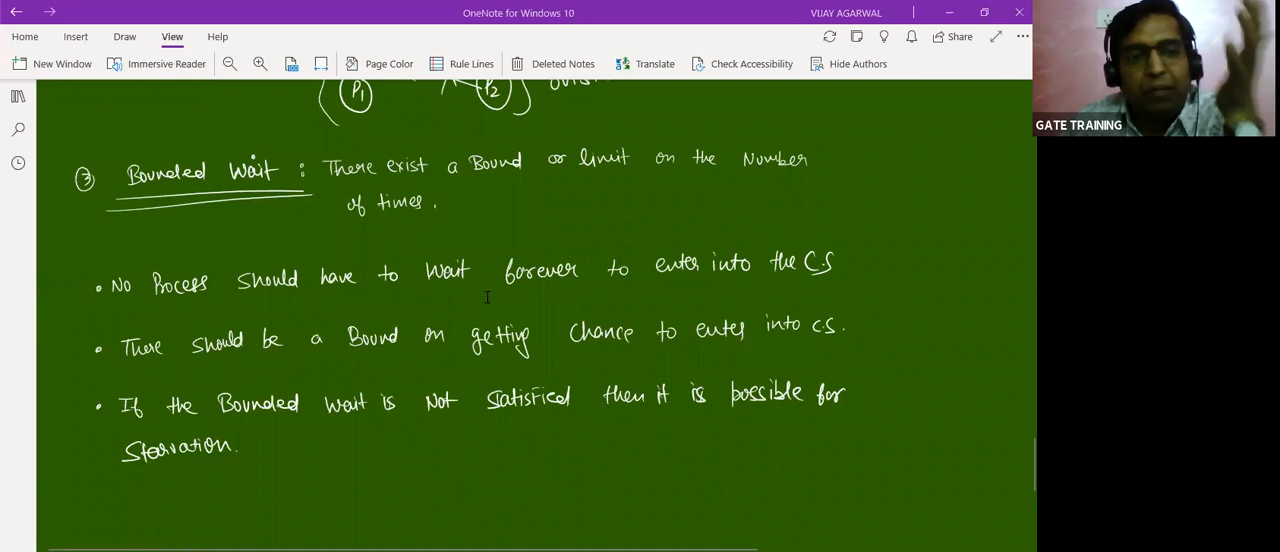 OneNote for Windows 10
VIJAY AGARWAL
Home Insert Draw View Help
Share
New Window Immersive Reader Page Color Rule Lines Deleted Notes Translate Check Accessibility Hide Authors
GATE TRAINING
P1 P2
③ Bounded Wait : There exist a Bound or limit on the Number
of times.
• No Process should have to wait forever to enter into the C.S
• There should be a Bound on getting chance to enter into C.S.
• If the Bounded wait is Not satisfied then it is possible for
Starvation.